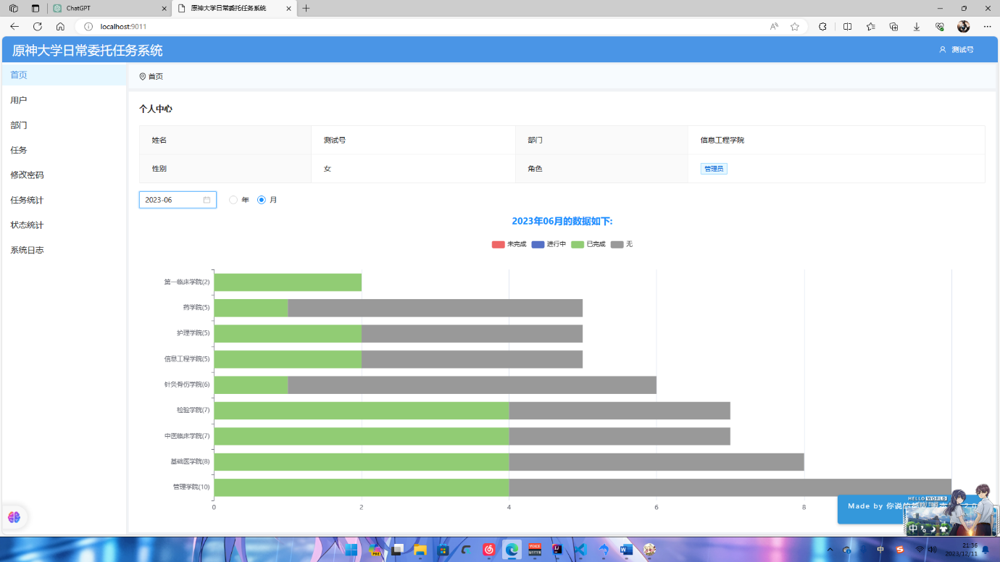 ChatGPT
原神大学日常委托任务系统
localhost:9011
原神大学日常委托任务系统
测试号
首页
用户
部门
任务
修改密码
任务统计
状态统计
系统日志
首页
个人中心
姓名 测试号 部门 信息工程学院
性别 女 角色 管理员
2023-06 年 月
2023年06月的数据如下:
未完成 进行中 已完成 无
第一临床学院(2)
药学院(5)
护理学院(5)
信息工程学院(5)
针灸骨伤学院(6)
检验学院(7)
中医临床学院(7)
基础医学院(8)
管理学院(10)
0 2 4 6 8
Made by 你说的
HELLO WORLD
中
PRE
VOICE
MEETER
中
21:36
2023/12/11